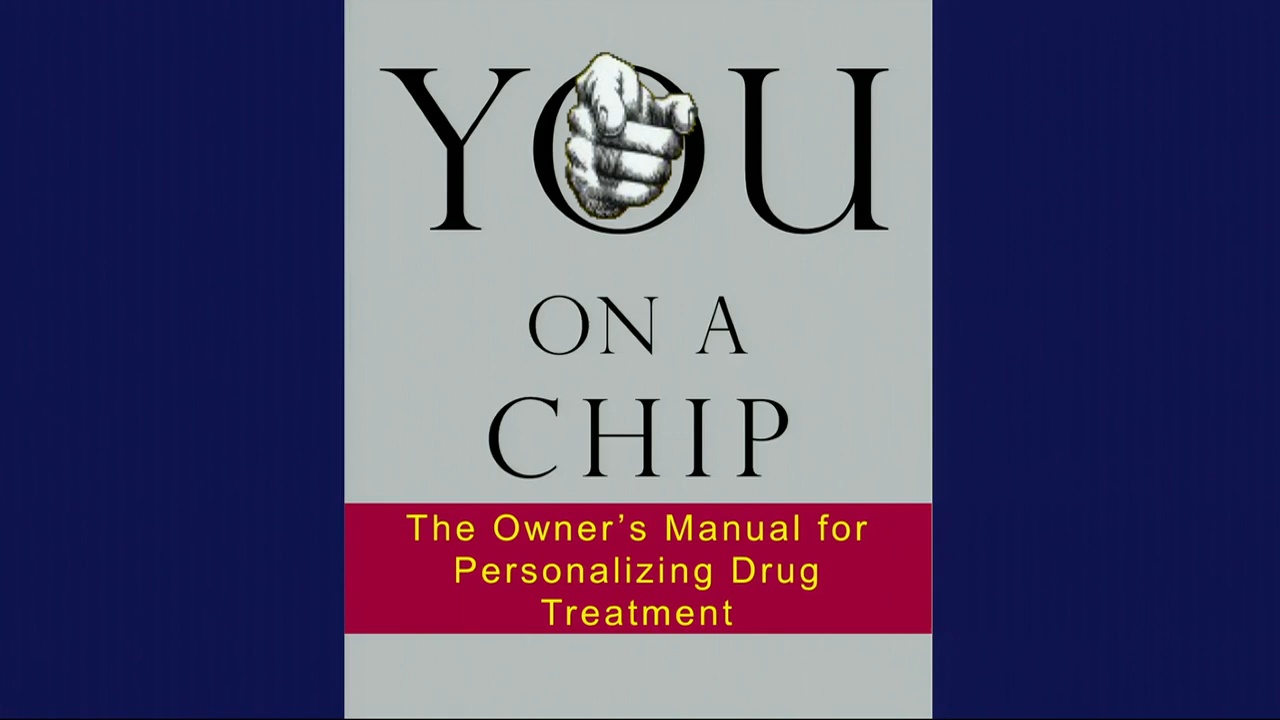 YOU
ON A
CHIP
The Owner’s Manual for
Personalizing Drug
Treatment